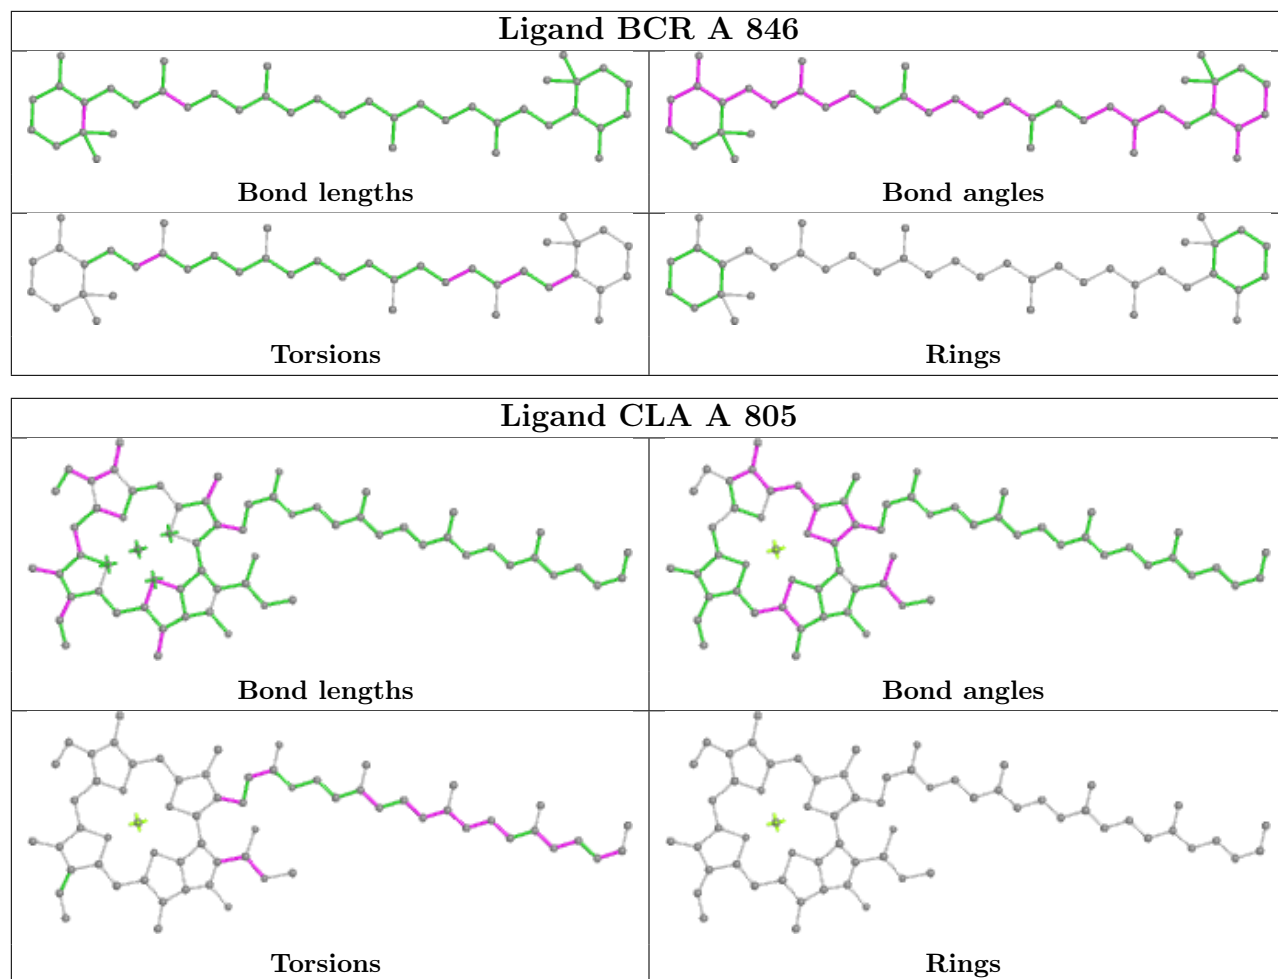 Ligand BCR A 846
Bond lengths
Bond angles
Torsions
Rings
Ligand CLA A 805
Bond lengths
Bond angles
Torsions
Rings